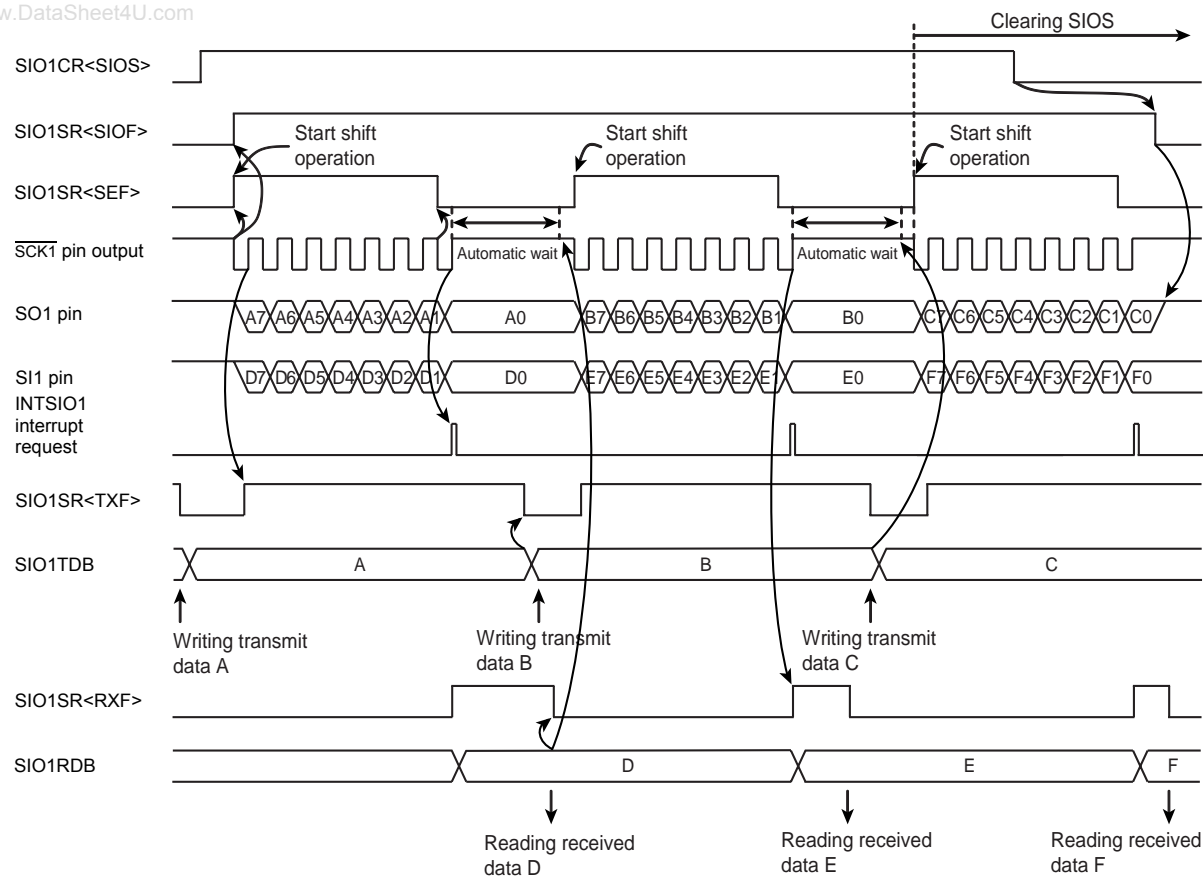 w.DataSheet4U.com
Clearing SIOS
SIO1CR<SIOS>
SIO1SR<SIOF>
Start shift
operation
Start shift
operation
Start shift
operation
SIO1SR<SEF>
SCK1 pin output
Automatic wait
Automatic wait
SO1 pin
A7 A6 A5 A4 A3 A2 A1 A0 B7 B6 B5 B4 B3 B2 B1 B0 C7 C6 C5 C4 C3 C2 C1 C0
SI1 pin
D7 D6 D5 D4 D3 D2 D1 D0 E7 E6 E5 E4 E3 E2 E1 E0 F7 F6 F5 F4 F3 F2 F1 F0
INTSIO1
interrupt
request
SIO1SR<TXF>
SIO1TDB
A B C
Writing transmit
data A
Writing transmit
data B
Writing transmit
data C
SIO1SR<RXF>
SIO1RDB
D E F
Reading received
data D
Reading received
data E
Reading received
data F